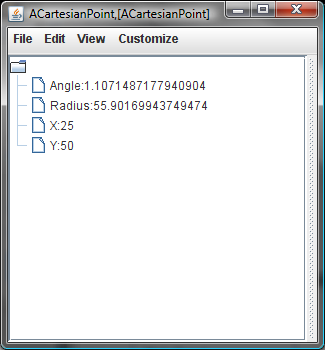 ACartesianPoint,[ACartesianPoint]
File Edit View Customize
Angle:1.1071487177940904
Radius:55.90169943749474
X:25
Y:50